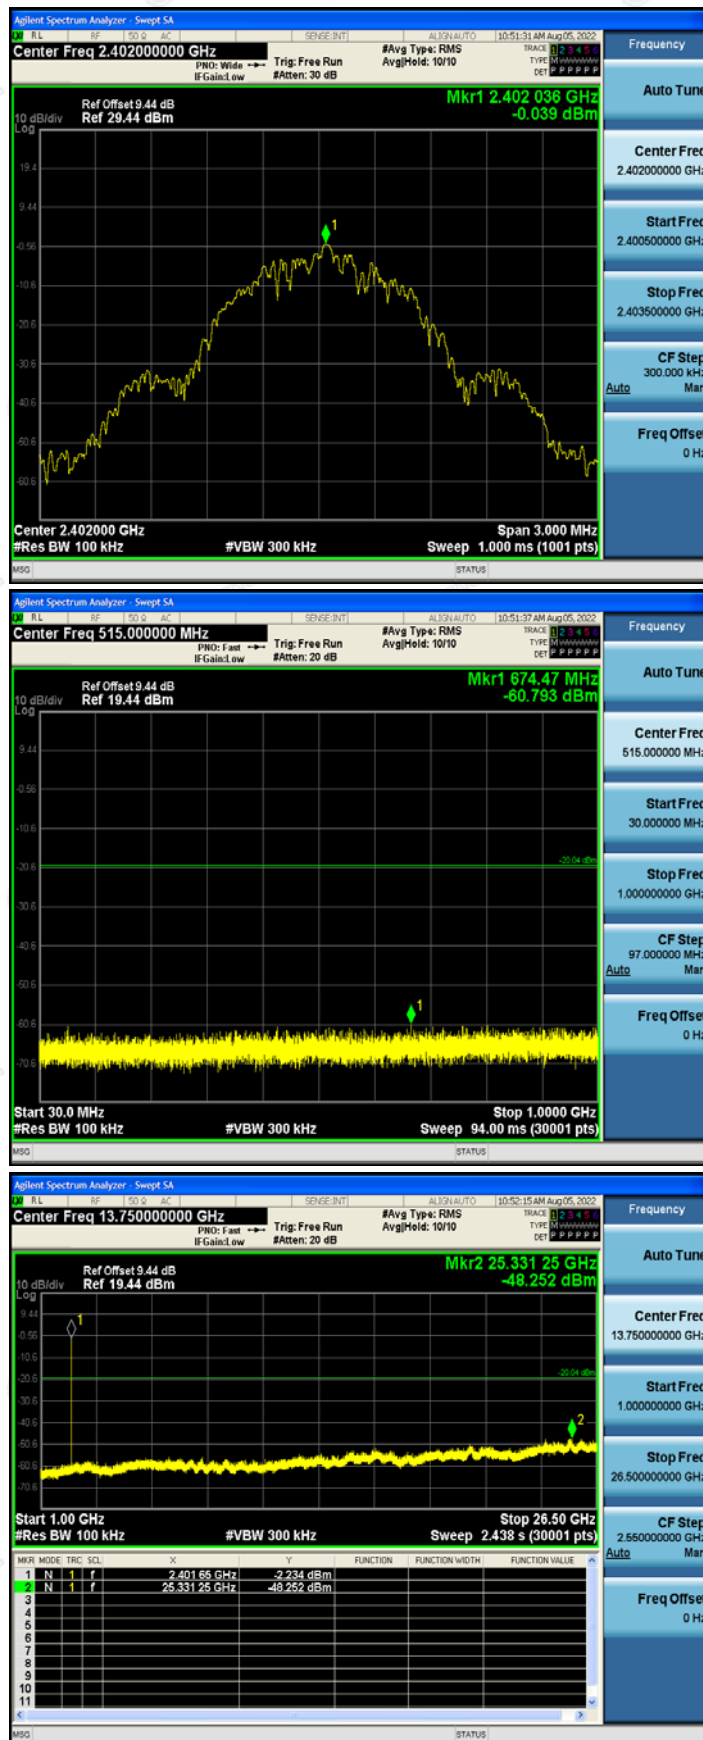 Agilent Spectrum Analyzer - Swept SA
RL RF 50 Ω AC SENSE:INT ALIGNAUTO 10:51:31 AM Aug 05, 2022
Center Freq 2.402000000 GHz
PNO: Wide
IFGain:Low
Trig: Free Run
#Atten: 30 dB
#Avg Type: RMS
Avg|Hold: 10/10
TRACE 1 2 3 4 5 6
TYPE M
DET P P P P P P
Frequency
Mkr1 2.402 036 GHz
-0.039 dBm
Ref Offset 9.44 dB
10 dB/div Ref 29.44 dBm
Log
19.4
9.44
-0.56
-10.6
-20.6
-30.6
-40.6
-50.6
-60.6
1
Center 2.402000 GHz Span 3.000 MHz
#Res BW 100 kHz #VBW 300 kHz Sweep 1.000 ms (1001 pts)
MSG STATUS
Auto Tune
Center Freq
2.402000000 GHz
Start Freq
2.400500000 GHz
Stop Freq
2.403500000 GHz
CF Step
300.000 kHz
Auto Man
Freq Offset
0 Hz
Agilent Spectrum Analyzer - Swept SA
RL RF 50 Ω AC SENSE:INT ALIGNAUTO 10:51:37 AM Aug 05, 2022
Center Freq 515.000000 MHz
PNO: Fast
IFGain:Low
Trig: Free Run
#Atten: 20 dB
#Avg Type: RMS
Avg|Hold: 10/10
TRACE 1 2 3 4 5 6
TYPE M
DET P P P P P P
Frequency
Mkr1 674.47 MHz
-60.793 dBm
Ref Offset 9.44 dB
10 dB/div Ref 19.44 dBm
Log
9.44
-0.56
-10.6
-20.6
-30.6
-40.6
-50.6
-60.6
-70.6
-20.04 dBm
1
Start 30.0 MHz Stop 1.0000 GHz
#Res BW 100 kHz #VBW 300 kHz Sweep 94.00 ms (30001 pts)
MSG STATUS
Auto Tune
Center Freq
515.000000 MHz
Start Freq
30.000000 MHz
Stop Freq
1.000000000 GHz
CF Step
97.000000 MHz
Auto Man
Freq Offset
0 Hz
Agilent Spectrum Analyzer - Swept SA
RL RF 50 Ω AC SENSE:INT ALIGNAUTO 10:52:15 AM Aug 05, 2022
Center Freq 13.750000000 GHz
PNO: Fast
IFGain:Low
Trig: Free Run
#Atten: 20 dB
#Avg Type: RMS
Avg|Hold: 10/10
TRACE 1 2 3 4 5 6
TYPE M
DET P P P P P P
Frequency
Mkr2 25.331 25 GHz
-48.252 dBm
Ref Offset 9.44 dB
10 dB/div Ref 19.44 dBm
Log
9.44
-0.56
-10.6
-20.6
-30.6
-40.6
-50.6
-60.6
-70.6
-20.04 dBm
1
2
Start 1.00 GHz Stop 26.50 GHz
#Res BW 100 kHz #VBW 300 kHz Sweep 2.438 s (30001 pts)
MKR MODE TRC SCL X Y FUNCTION FUNCTION WIDTH FUNCTION VALUE
1 N 1 f 2.401 65 GHz -2.234 dBm
2 N 1 f 25.331 25 GHz -48.252 dBm
3
4
5
6
7
8
9
10
11
MSG STATUS
Auto Tune
Center Freq
13.750000000 GHz
Start Freq
1.000000000 GHz
Stop Freq
26.500000000 GHz
CF Step
2.550000000 GHz
Auto Man
Freq Offset
0 Hz